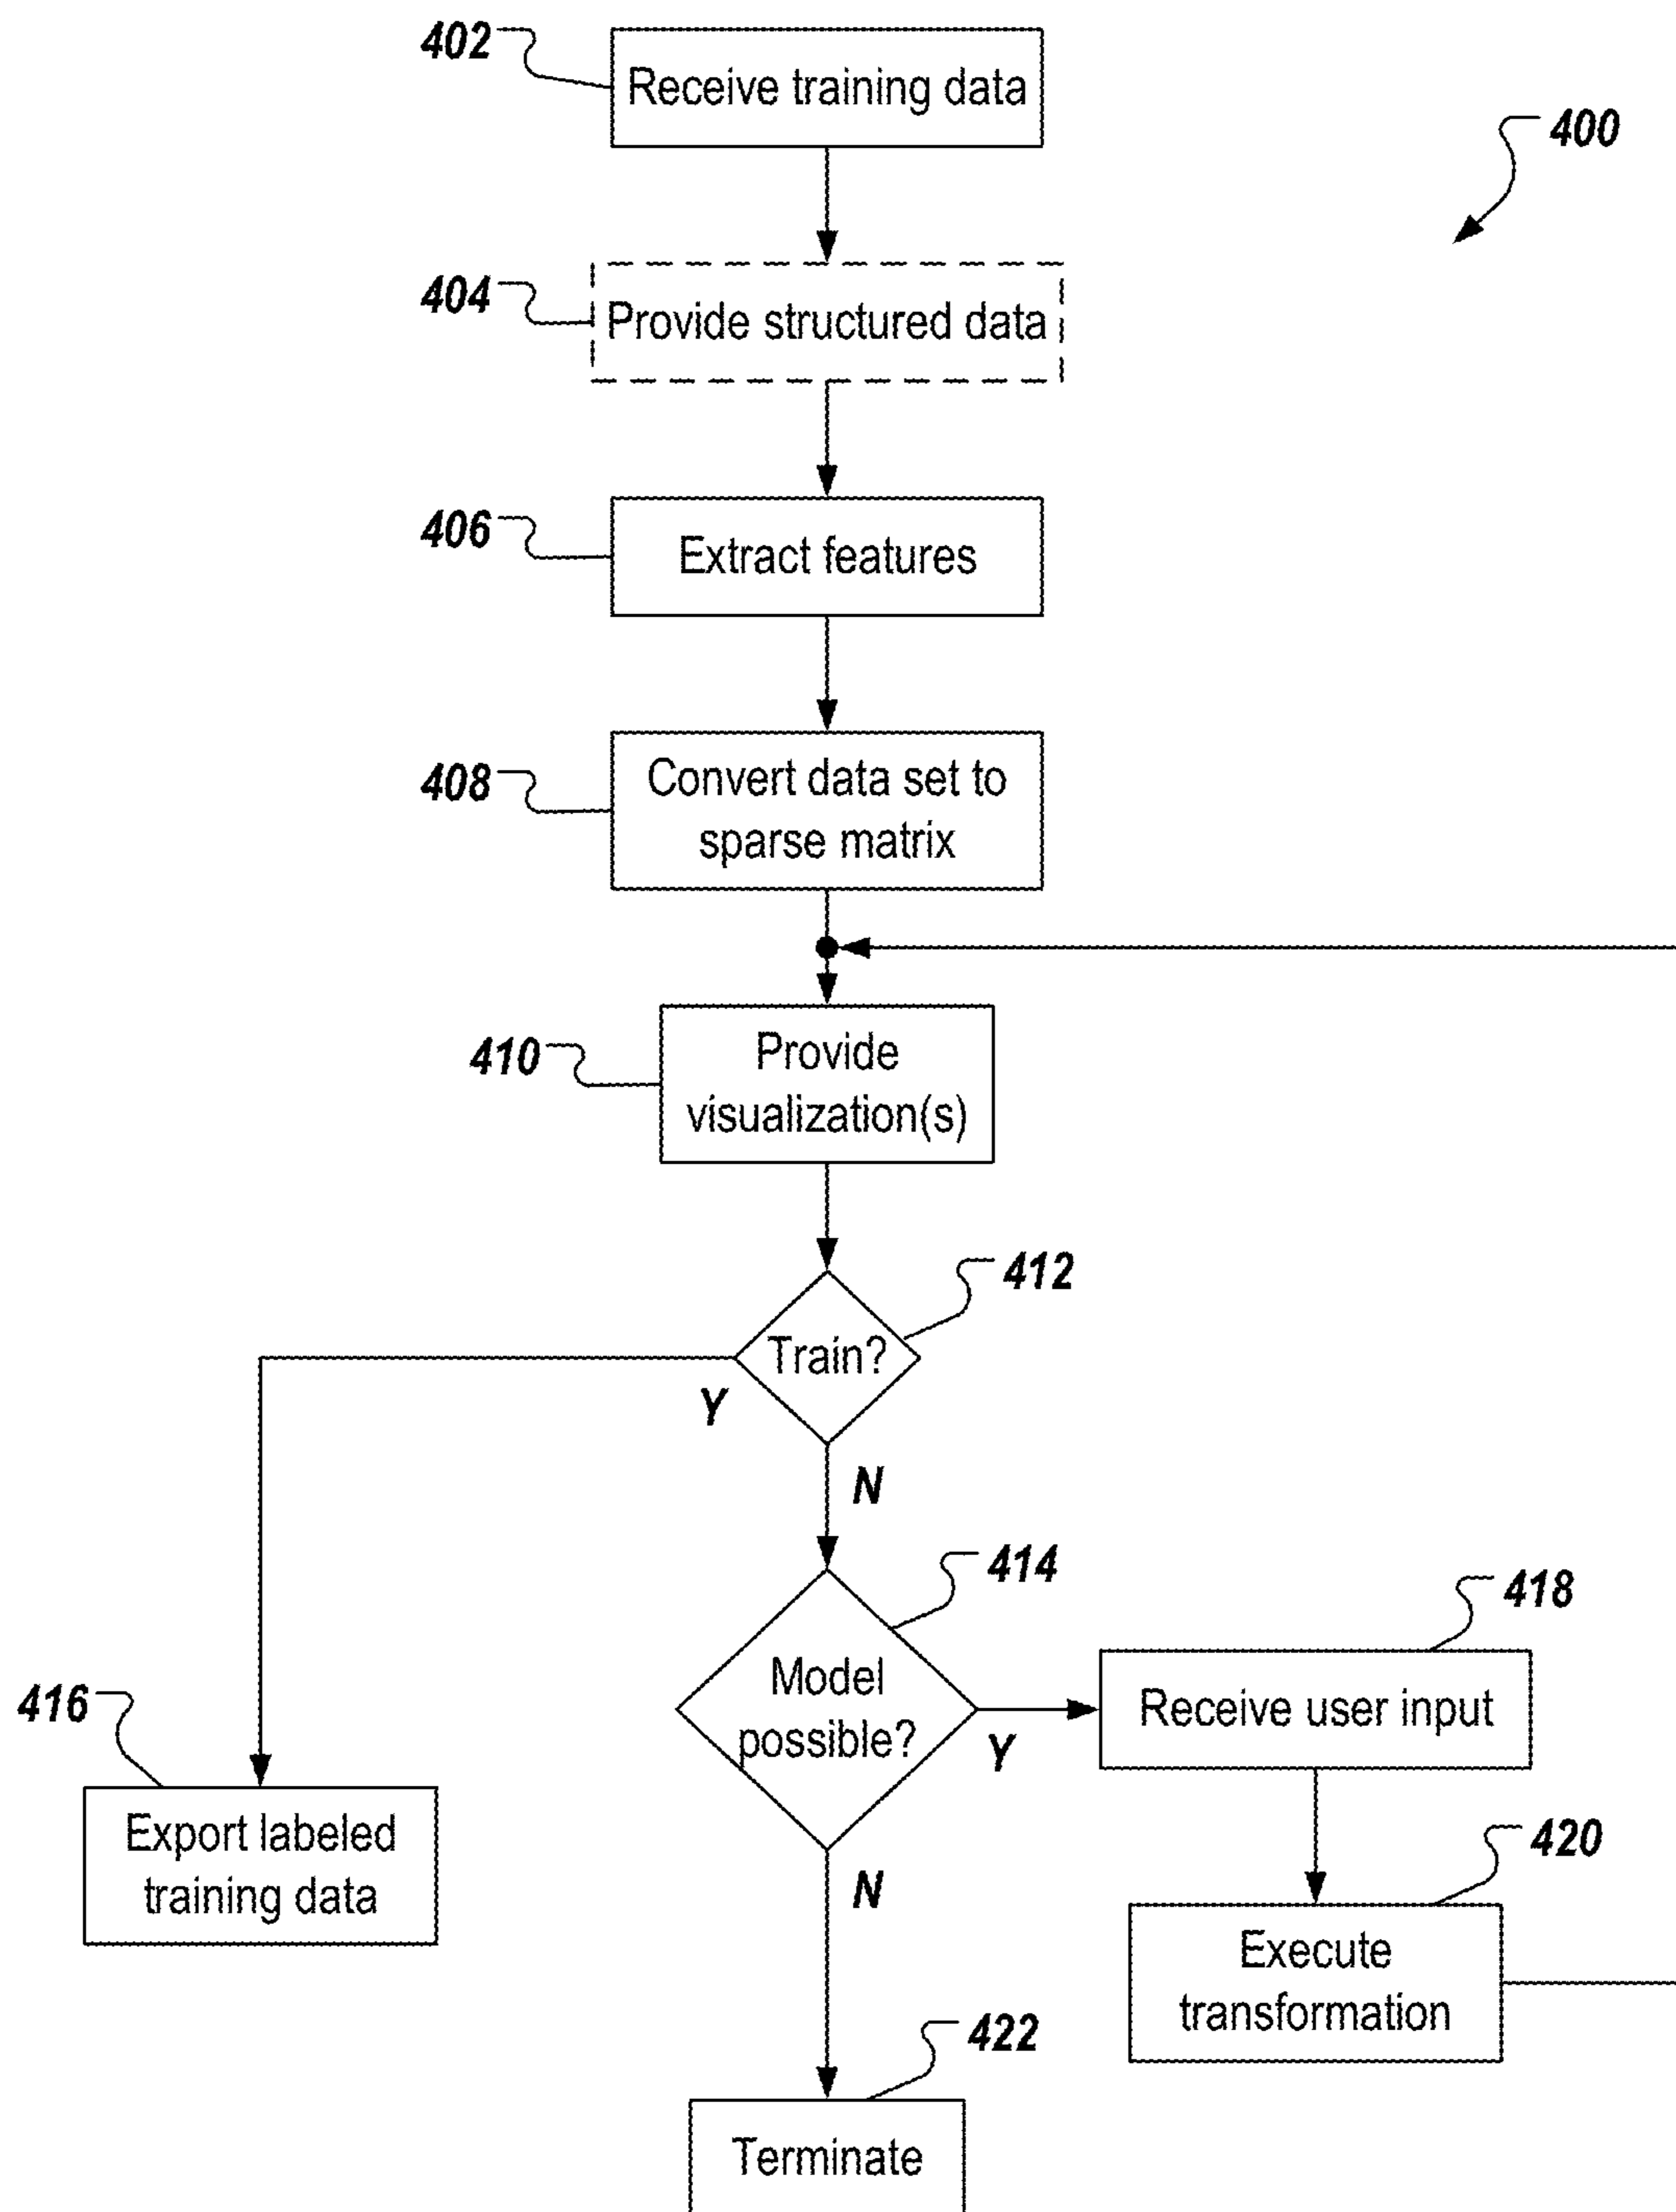 402
Receive training data
400
404
Provide structured data
406
Extract features
408
Convert data set to
sparse matrix
410
Provide
visualization(s)
412
Train?
Y
N
414
Model
possible?
Y
N
418
Receive user input
416
Export labeled
training data
420
Execute
transformation
422
Terminate